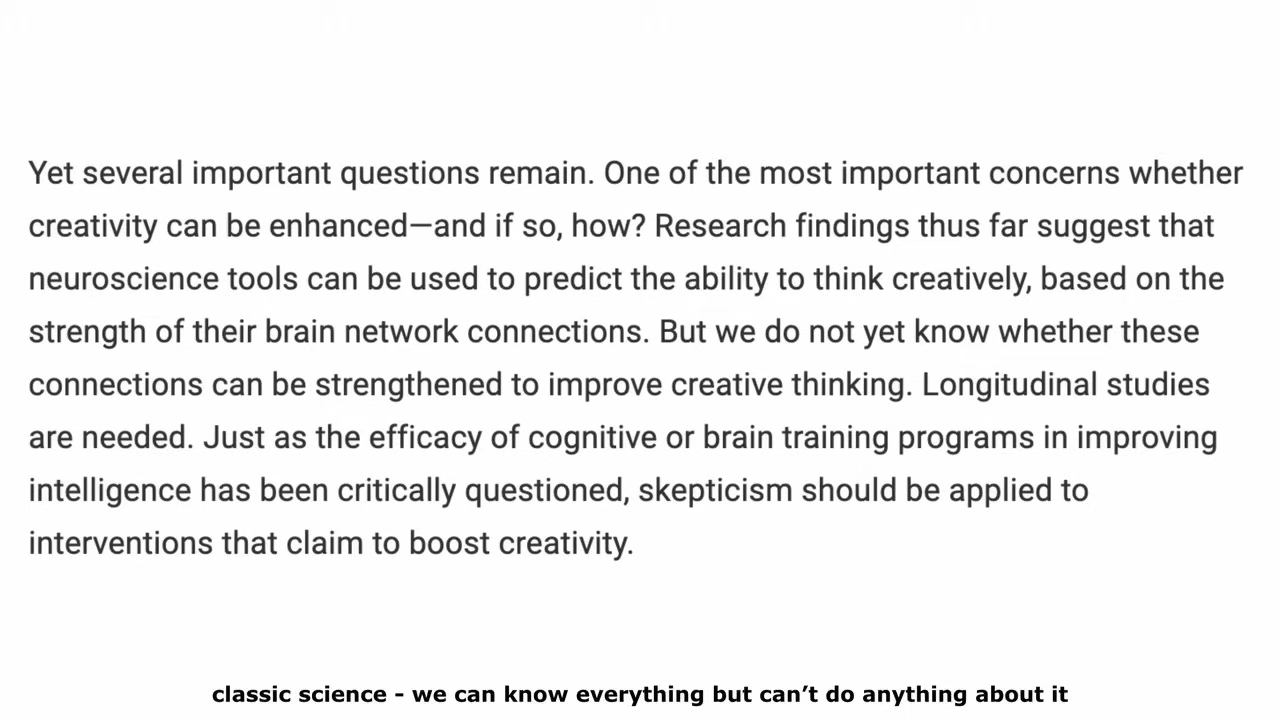 Yet several important questions remain. One of the most important concerns whether
creativity can be enhanced—and if so, how? Research findings thus far suggest that
neuroscience tools can be used to predict the ability to think creatively, based on the
strength of their brain network connections. But we do not yet know whether these
connections can be strengthened to improve creative thinking. Longitudinal studies
are needed. Just as the efficacy of cognitive or brain training programs in improving
intelligence has been critically questioned, skepticism should be applied to
interventions that claim to boost creativity.
classic science - we can know everything but can’t do anything about it